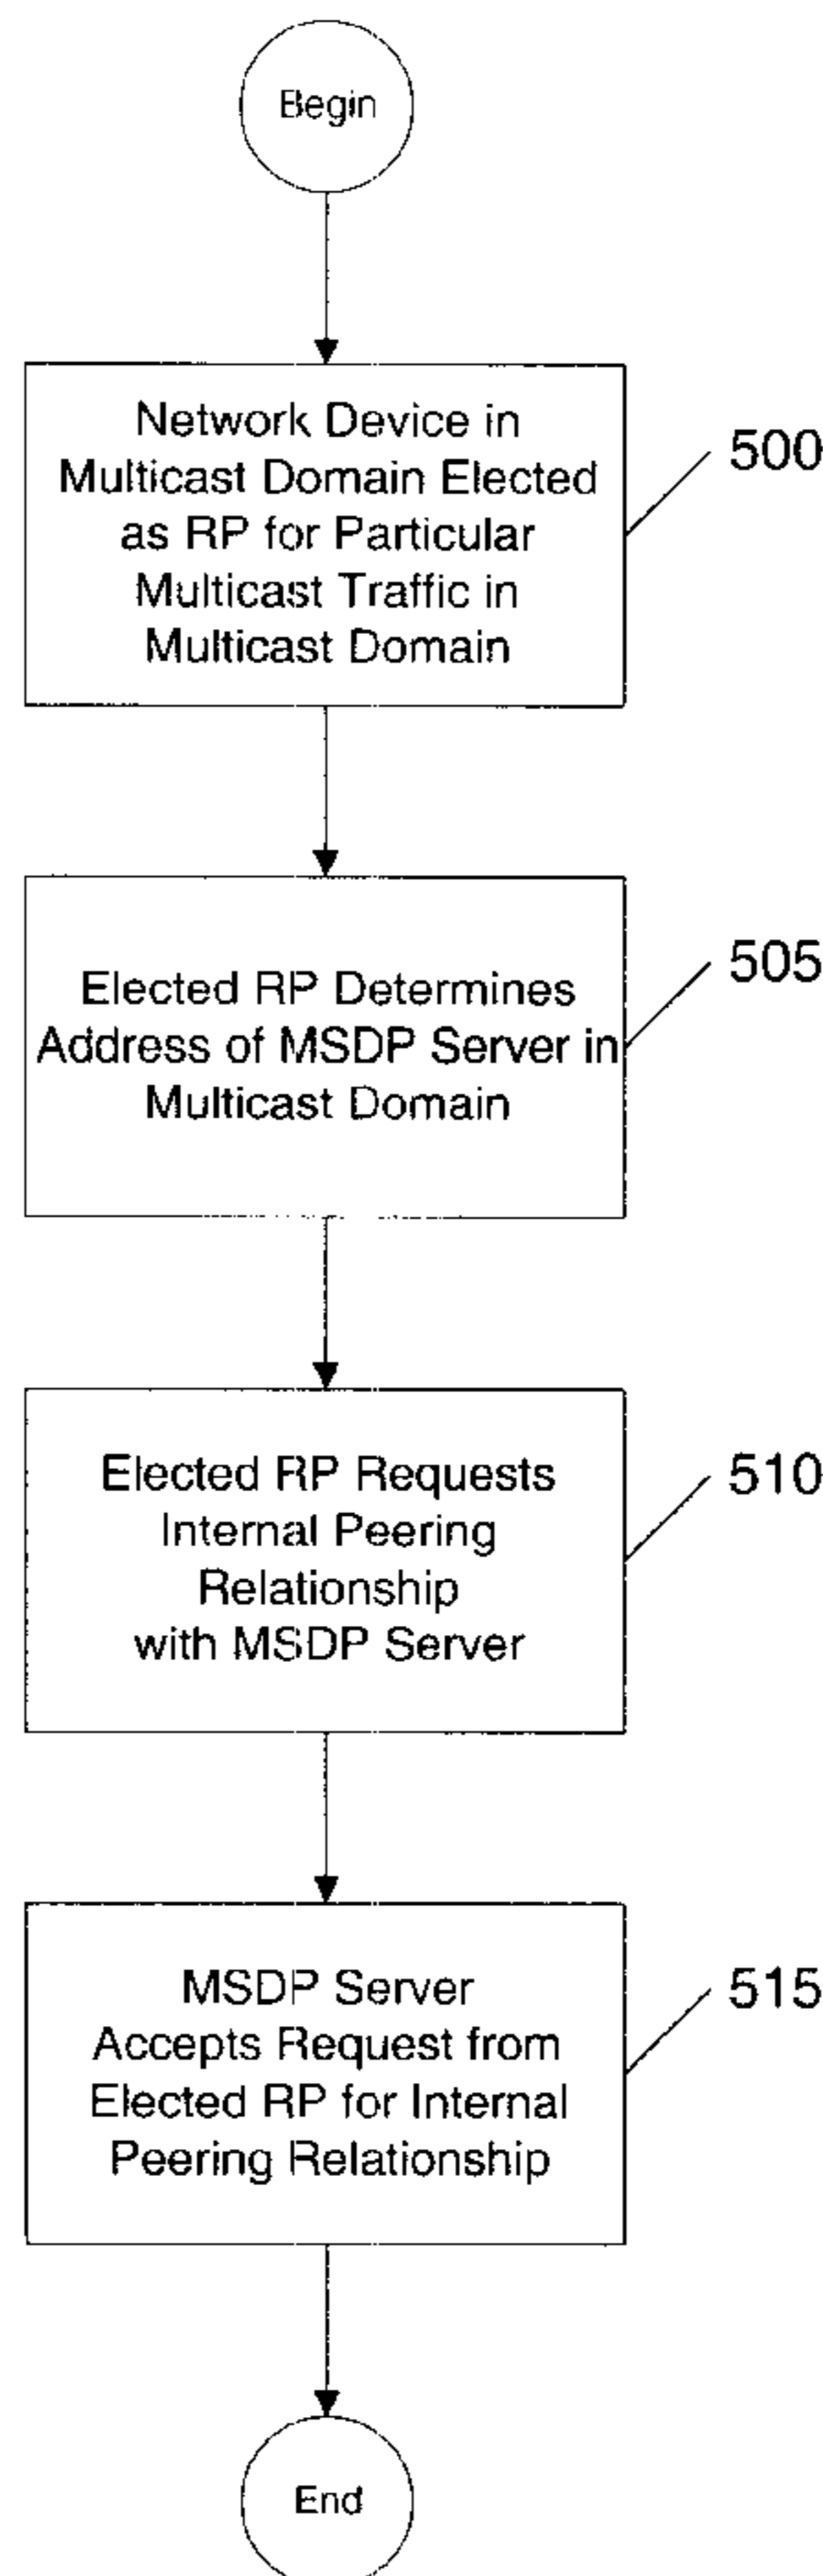 Begin
Network Device in
Multicast Domain Elected
as RP for Particular
Multicast Traffic in
Multicast Domain
500
Elected RP Determines
Address of MSDP Server in
Multicast Domain
505
Elected RP Requests
Internal Peering
Relationship
with MSDP Server
510
MSDP Server
Accepts Request from
Elected RP for Internal
Peering Relationship
515
End